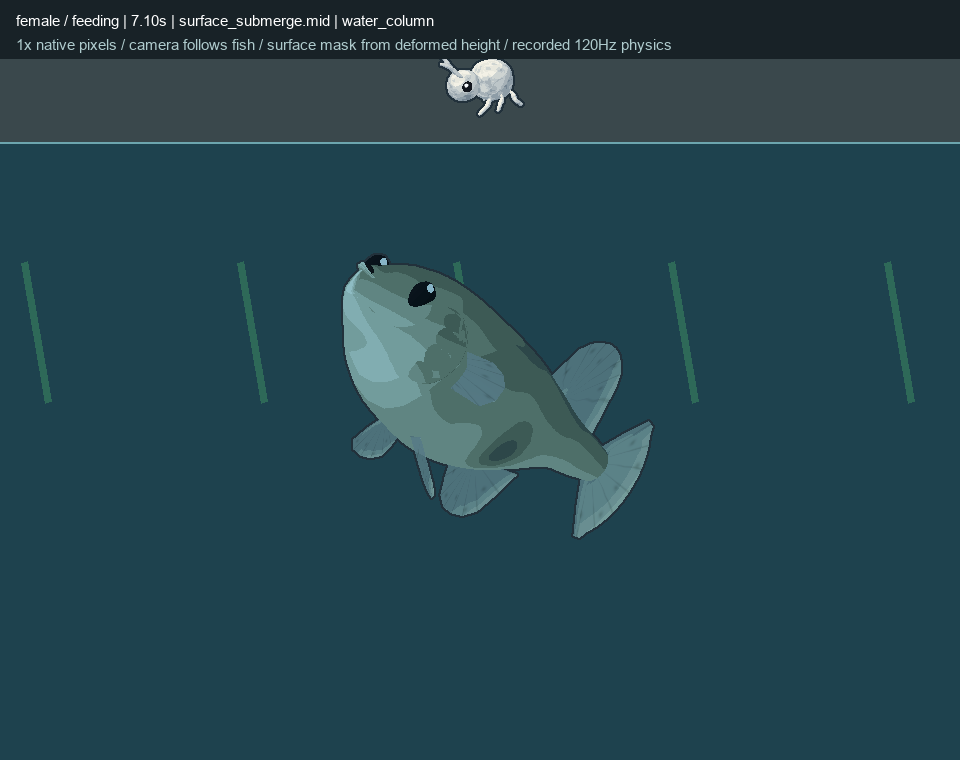 female / feeding | 7.10s | surface_submerge.mid | water_column
1x native pixels / camera follows fish / surface mask from deformed height / recorded 120Hz physics